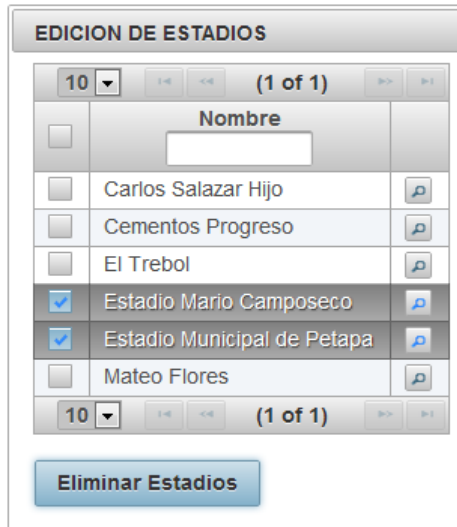 EDICION DE ESTADIOS
10 (1 of 1)
Nombre
Carlos Salazar Hijo
Cementos Progreso
El Trebol
Estadio Mario Camposeco
Estadio Municipal de Petapa
Mateo Flores
10 (1 of 1)
Eliminar Estadios